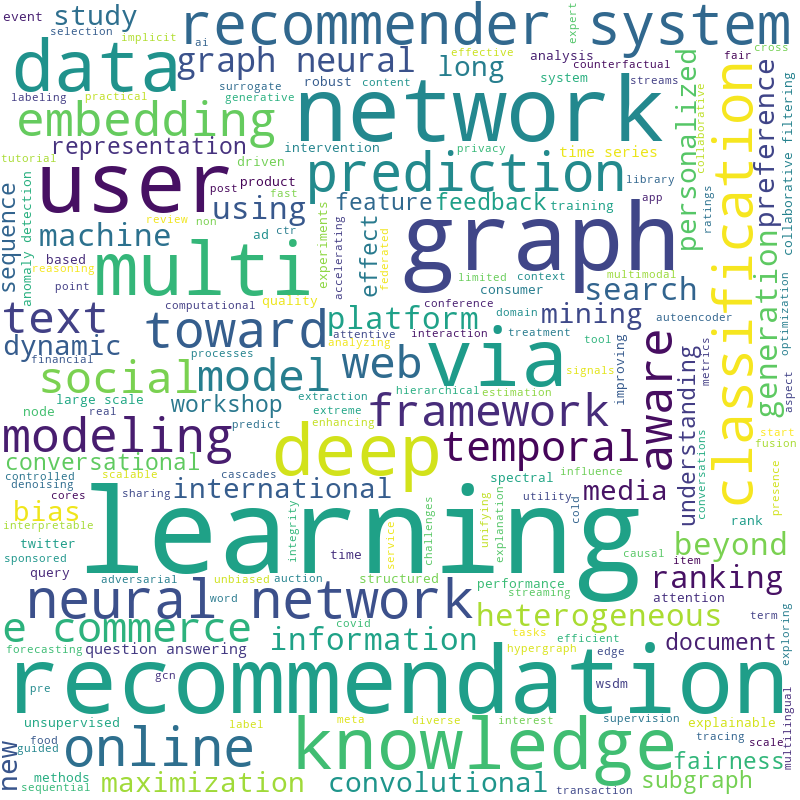 event
study
selection
implicit
ai
recommender system
expert
effective
analysis
counterfactual
fair
cross
data
graph neural
long
robust
surrogate
content
system
streams
labeling
practical
generative
network
personalized
collaborative
classification
preference
collaborative filtering
embedding
representation
intervention
privacy
time series
tutorial
driven
prediction
library
user
post
product
fast
using
feature
feedback
training
app
ratings
sequence
anomaly detection
review
non
machine
ad
ctr
experiments
accelerating
effect
federated
graph
based
reasoning
multi
limited
context
multimodal
consumer
search
generation
optimization
point
computational
quality
conference
domain
mining
autoencoder
text
toward
platform
attentive
interaction
treatment
tool
dynamic
financial
processes
analyzing
web
via
improving
aware
understanding
metrics
aspect
social
model
signals
large scale
extraction
hierarchical
estimation
node
real
workshop
extreme
framework
start
fusion
modeling
predict
enhancing
deep
temporal
conversational
scalable
cascades
spectral
influence
controlled
denoising
international
utility
cold
media
conversations
presence
cores
sharing
bias
learning
integrity
challenges
unifying
explanation
rank
interpretable
twitter
service
time
causal
beyond
sponsored
query
adversarial
unbiased
auction
structured
performance
item
ranking
word
streaming
attention
term
exploring
neural network
covid
heterogeneous
e commerce
information
tasks
efficient
document
forecasting
question answering
hypergraph
edge
pre
gcn
recommendation
wsdm
multilingual
unsupervised
label
meta
diverse
interest
supervision
explainable
new
food
guided
online
knowledge
tracing
scale
fairness
methods
sequential
maximization
convolutional
transaction
subgraph